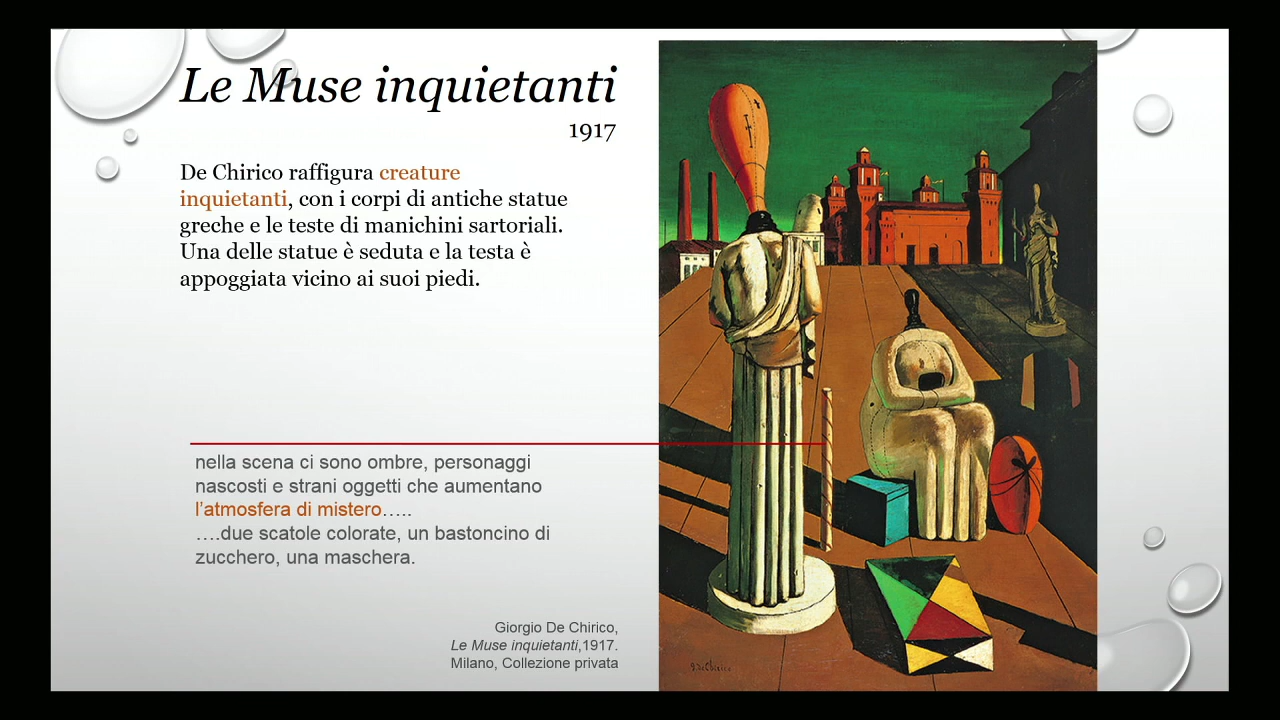 Le Muse inquietanti
1917
De Chirico raffigura creature
inquietanti, con i corpi di antiche statue
greche e le teste di manichini sartoriali.
Una delle statue è seduta e la testa è
appoggiata vicino ai suoi piedi.
nella scena ci sono ombre, personaggi
nascosti e strani oggetti che aumentano
l'atmosfera di mistero…..
….due scatole colorate, un bastoncino di
zucchero, una maschera.
Giorgio De Chirico,
Le Muse inquietanti,1917.
Milano, Collezione privata